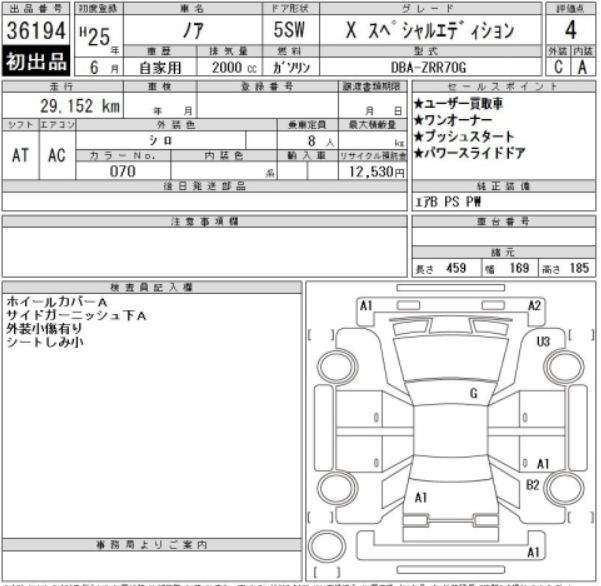 出品番号 初度登録 車名 ドア形状 グレード 評価点
36194 H25年 ノア 5SW X スペシャルエディション 4
車歴 排気量 燃料 型式 外装 内装
初出品 6月 自家用 2000 cc ガソリン DBA-ZRR70G C A
走行 車検 登録番号 譲渡書類期限 セールスポイント
29,152 km 年 月 月 日
★ユーザー買取車
★ワンオーナー
★プッシュスタート
★パワースライドドア
シフト エアコン 外装色 乗車定員 最大積載量
AT AC シロ 8人 kg
カラーNo. 内装色 輸入車 リサイクル預託金
070 系 12,530円
後日発送部品 純正装備
エアB PS PW
注意事項欄 車台番号
諸元
長さ 459 幅 169 高さ 185
検査員記入欄
ホイールカバーA
サイドガーニッシュ下A
外装小傷有り
シートしみ小
A1 A2
U3
G
A1
B2
A1
A1
事務局よりご案内